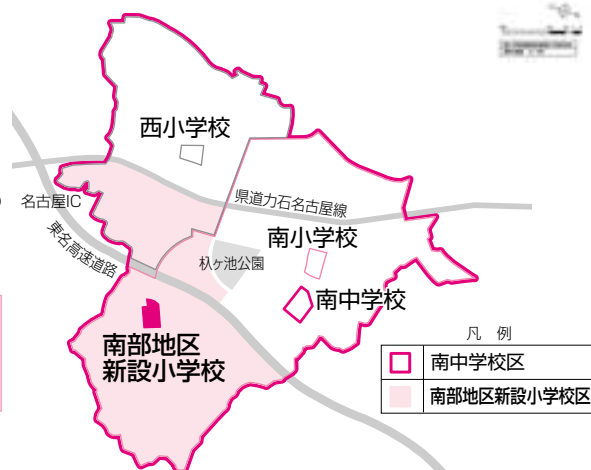 西小学校
名古屋IC
県道力石名古屋線
東名高速道路
南小学校
杁ヶ池公園
南中学校
南部地区
新設小学校
凡 例
南中学校区
南部地区新設小学校区